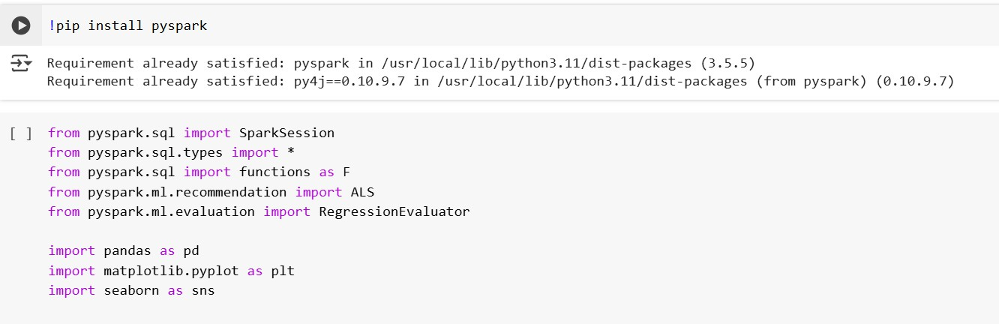 !pip install pyspark
Requirement already satisfied: pyspark in /usr/local/lib/python3.11/dist-packages (3.5.5)
Requirement already satisfied: py4j==0.10.9.7 in /usr/local/lib/python3.11/dist-packages (from pyspark) (0.10.9.7)
[ ] from pyspark.sql import SparkSession
from pyspark.sql.types import *
from pyspark.sql import functions as F
from pyspark.ml.recommendation import ALS
from pyspark.ml.evaluation import RegressionEvaluator
import pandas as pd
import matplotlib.pyplot as plt
import seaborn as sns